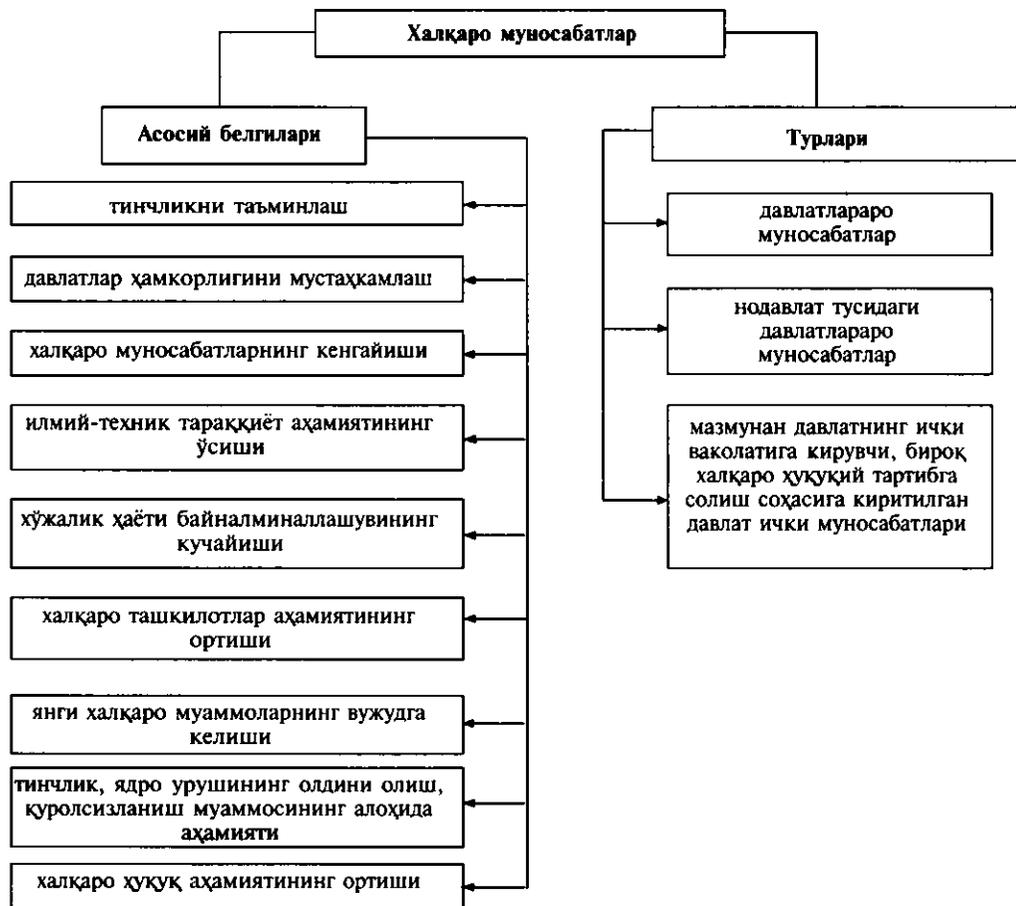 Халқаро муносабатлар
Асосий белгилари
тинчликни таъминлаш
давлатлар ҳамкорлигини мустаҳкамлаш
халқаро муносабатларнинг кенгайиши
илмий-техник тараққиёт аҳамиятининг
ўсиши
хўжалик ҳаёти байналминаллашувининг
кучайиши
халқаро ташкилотлар аҳамиятининг
ортиши
янги халқаро муаммоларнинг вужудга
келиши
тинчлик, ядро урушининг олдини олиш,
қуролсизланиш муаммосининг алоҳида
аҳамияти
халқаро ҳуқуқ аҳамиятининг ортиши
Турлари
давлатлараро
муносабатлар
нодавлат тусидаги
давлатлараро
муносабатлар
мазмунан давлатнинг ички
ваколатига кирувчи, бироқ
халқаро ҳуқуқий тартибга
солиш соҳасига киритилган
давлат ички муносабатлари